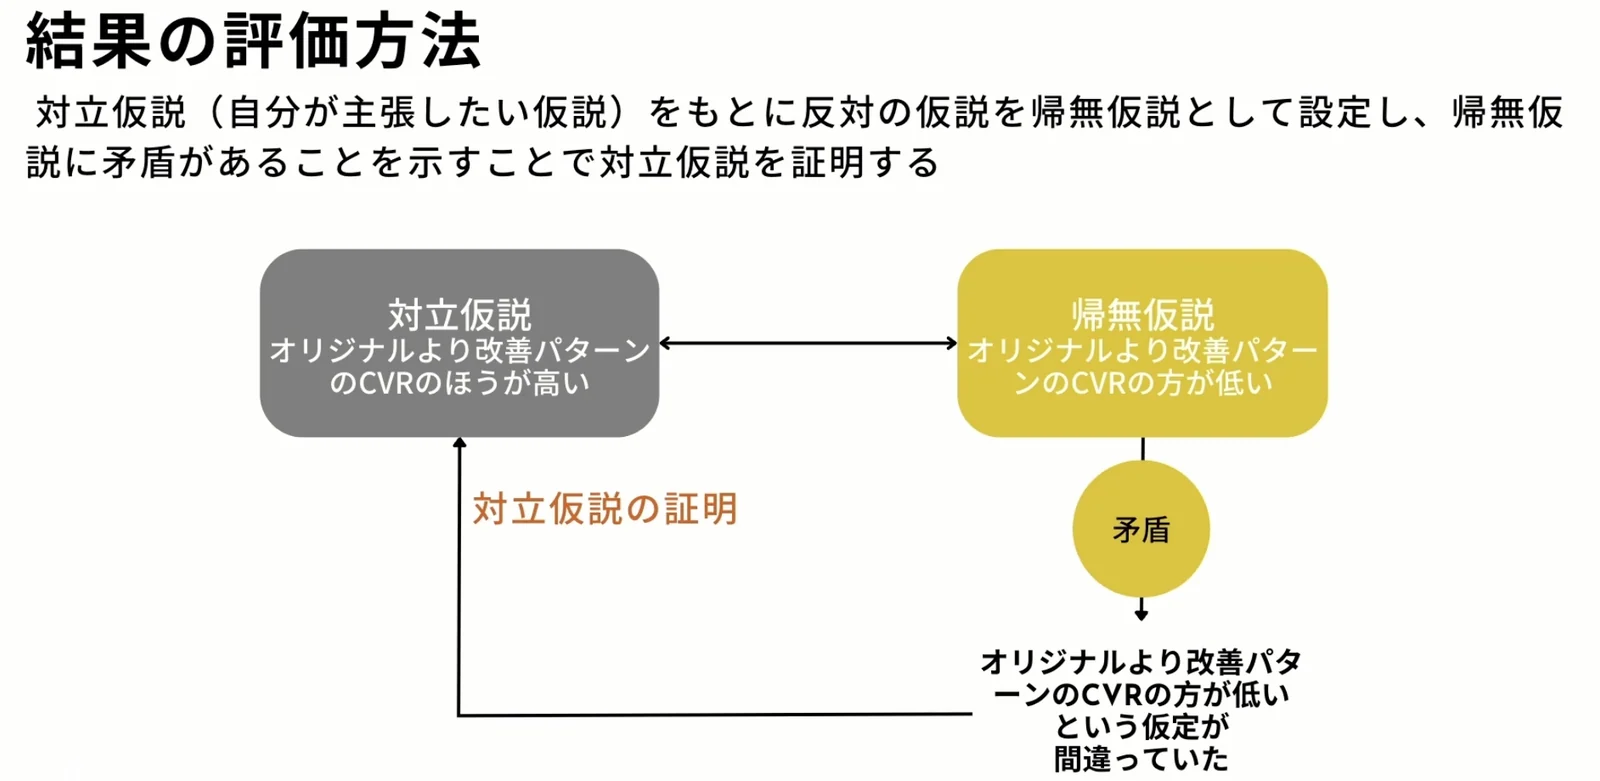 結果の評価方法
対立仮説（自分が主張したい仮説）をもとに反対の仮説を帰無仮説として設定し、帰無仮
説に矛盾があることを示すことで対立仮説を証明する
対立仮説
オリジナルより改善パターン
のCVRのほうが高い
帰無仮説
オリジナルより改善パター
ンのCVRの方が低い
対立仮説の証明
矛盾
オリジナルより改善パタ
ーンのCVRの方が低い
という仮定が
間違っていた